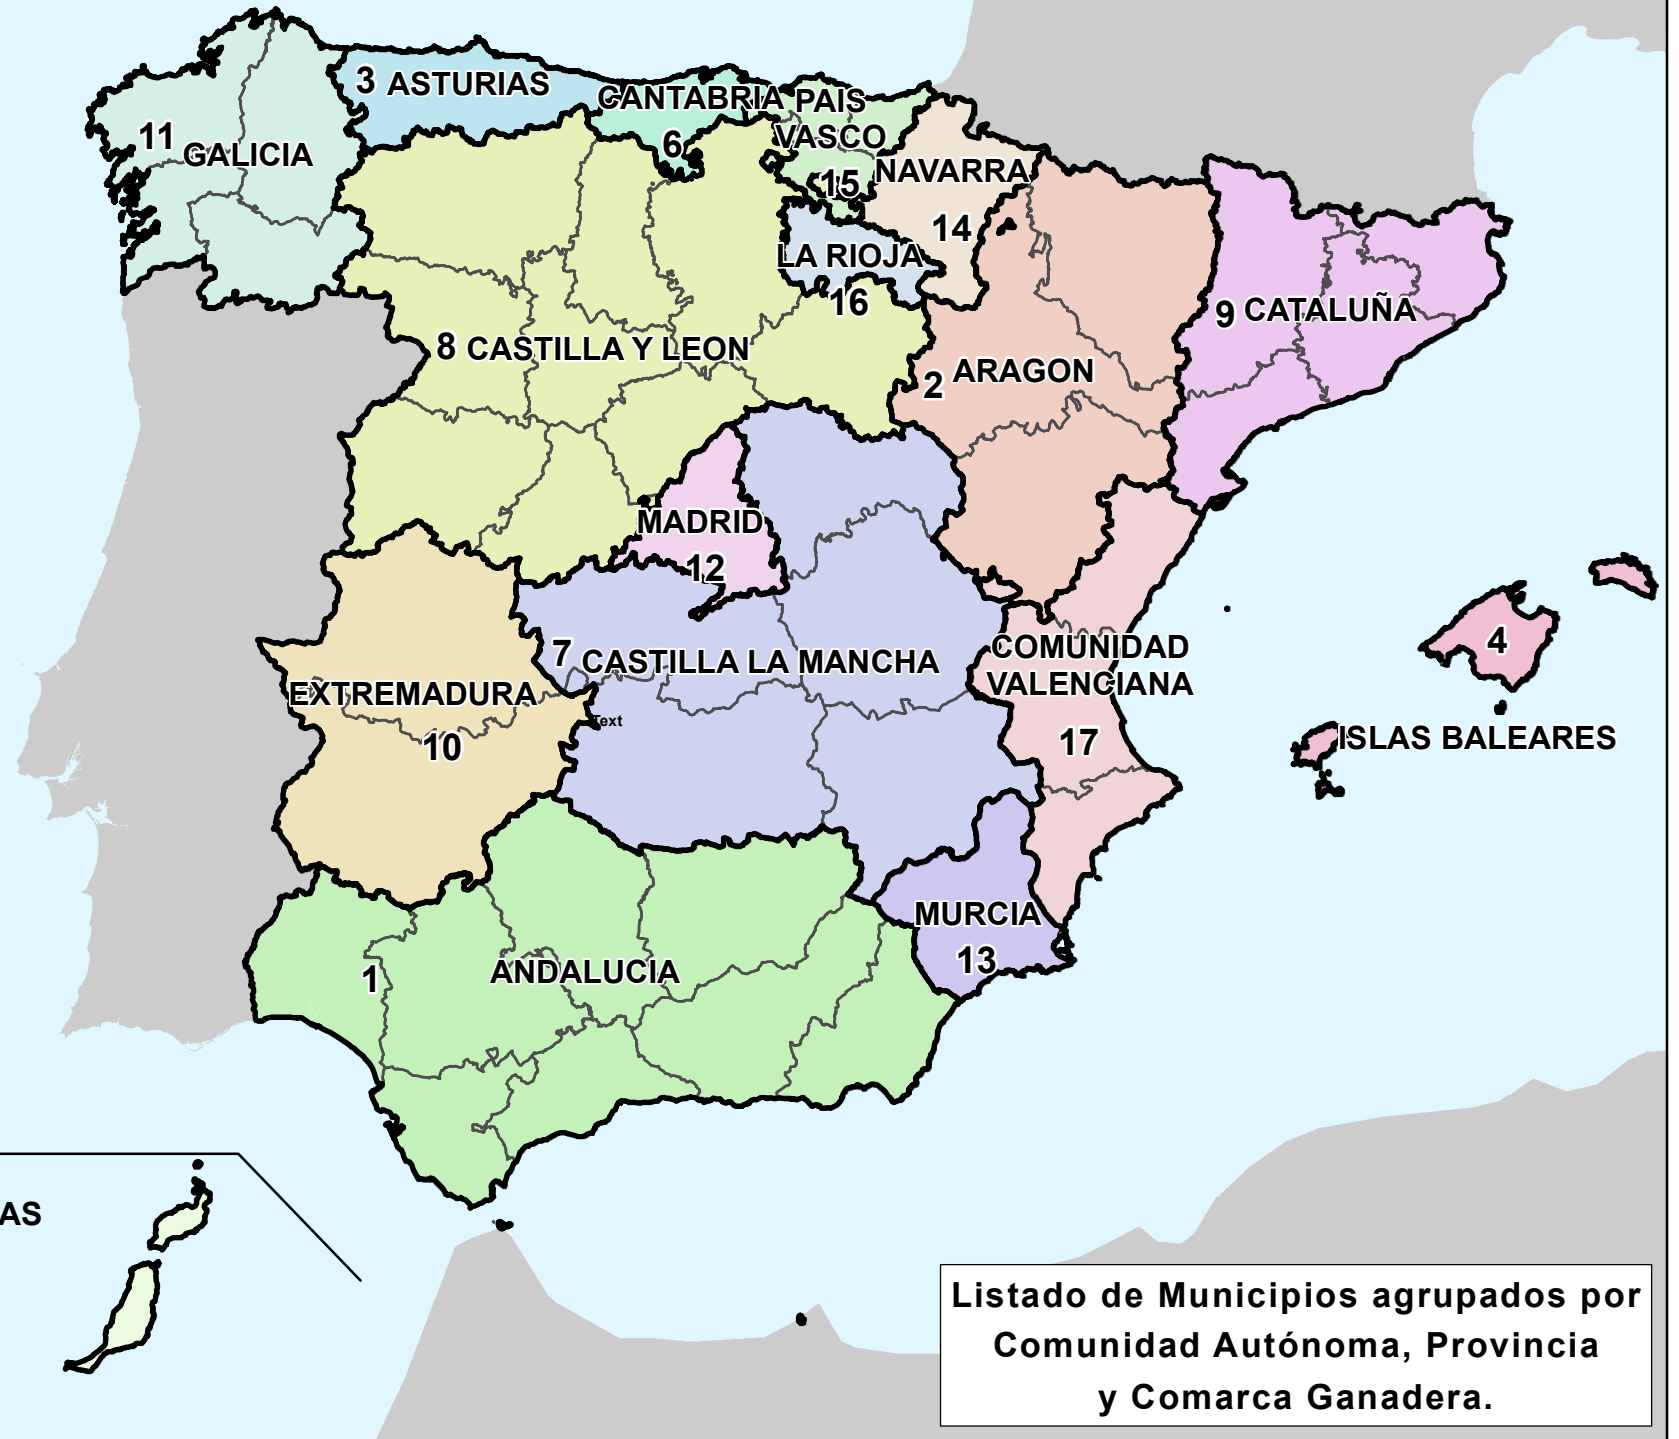 3 ASTURIAS
CANTABRIA
6
PAIS
VASCO
15
11
GALICIA
NAVARRA
14
LA RIOJA
16
9 CATALUÑA
8 CASTILLA Y LEON
2 ARAGON
MADRID
12
4
7 CASTILLA LA MANCHA
COMUNIDAD
VALENCIANA
17
EXTREMADURA
10
Text
ISLAS BALEARES
MURCIA
13
1
ANDALUCIA
AS
Listado de Municipios agrupados por
Comunidad Autónoma, Provincia
y Comarca Ganadera.